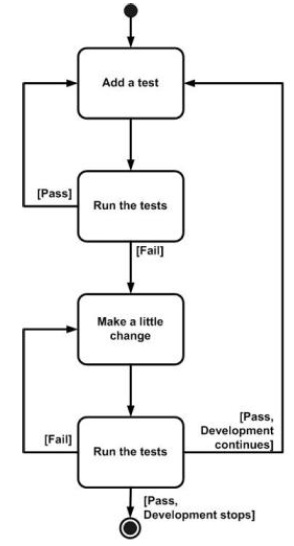 Add a test
[Pass]
Run the tests
[Fail]
Make a little
change
[Fail]
Run the tests
[Pass,
Development
continues]
[Pass,
Development stops]